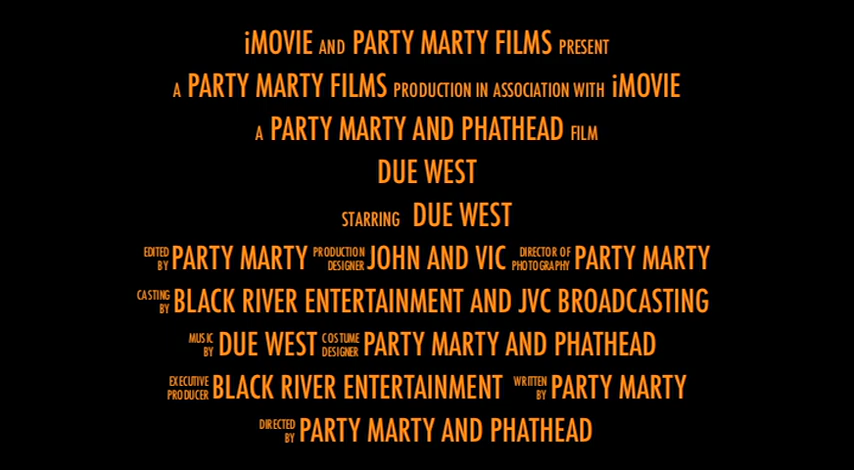 iMOVIE AND PARTY MARTY FILMS PRESENT
A PARTY MARTY FILMS PRODUCTION IN ASSOCIATION WITH iMOVIE
A PARTY MARTY AND PHATHEAD FILM
DUE WEST
STARRING DUE WEST
EDITED BY PARTY MARTY PRODUCTION DESIGNER JOHN AND VIC DIRECTOR OF PHOTOGRAPHY PARTY MARTY
CASTING BY BLACK RIVER ENTERTAINMENT AND JVC BROADCASTING
MUSIC BY DUE WEST COSTUME DESIGNER PARTY MARTY AND PHATHEAD
EXECUTIVE PRODUCER BLACK RIVER ENTERTAINMENT WRITTEN BY PARTY MARTY
DIRECTED BY PARTY MARTY AND PHATHEAD